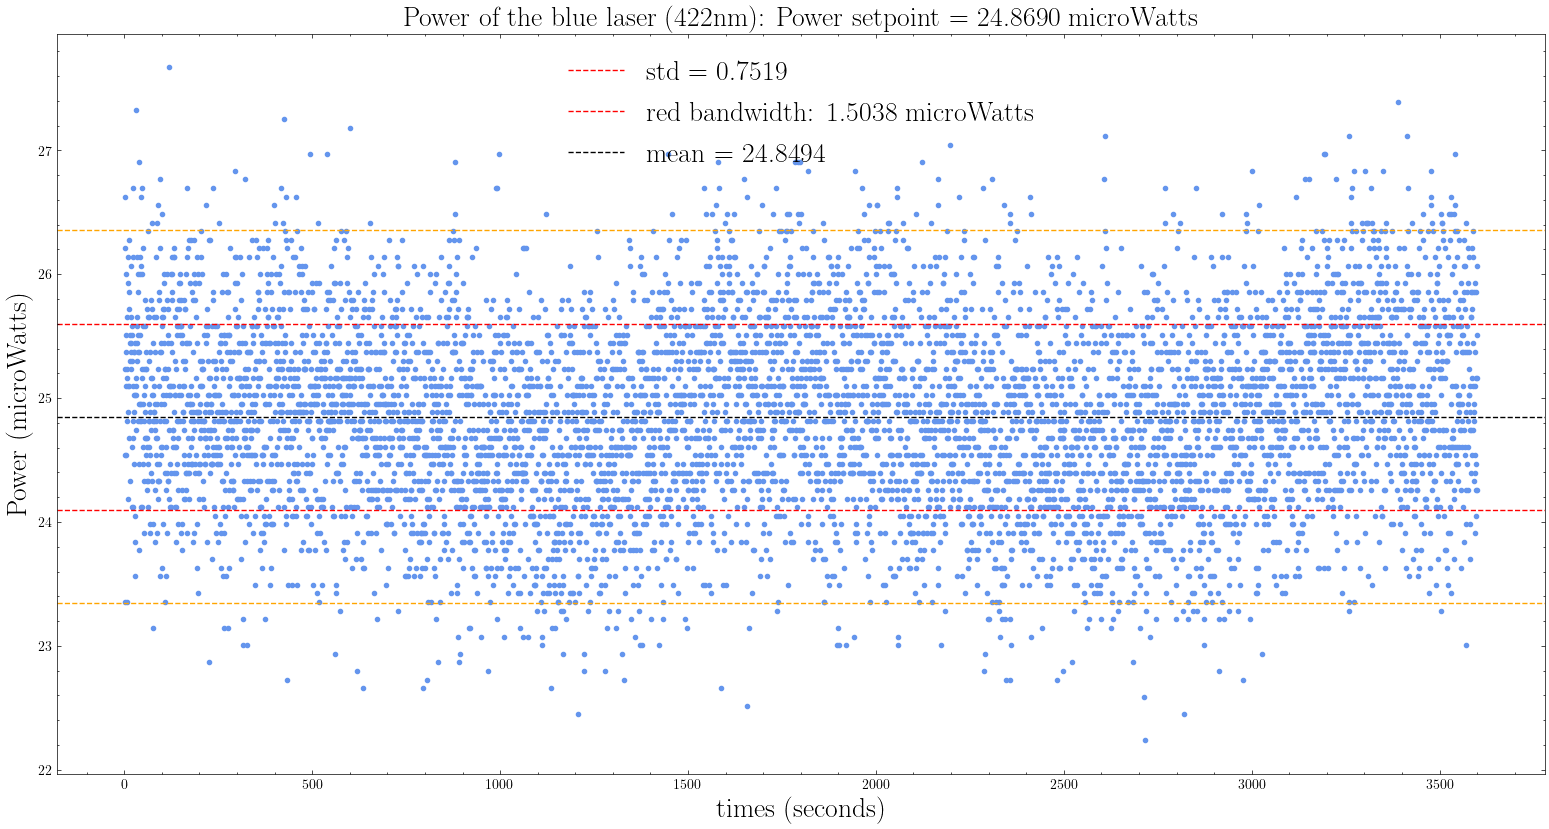 Power of the blue laser (422nm): Power setpoint = 24.8690 microWatts
std = 0.7519
red bandwidth: 1.5038 microWatts
mean = 24.8494
Power (microWatts)
27
26
25
24
23
22
0 500 1000 1500 2000 2500 3000 3500
times (seconds)